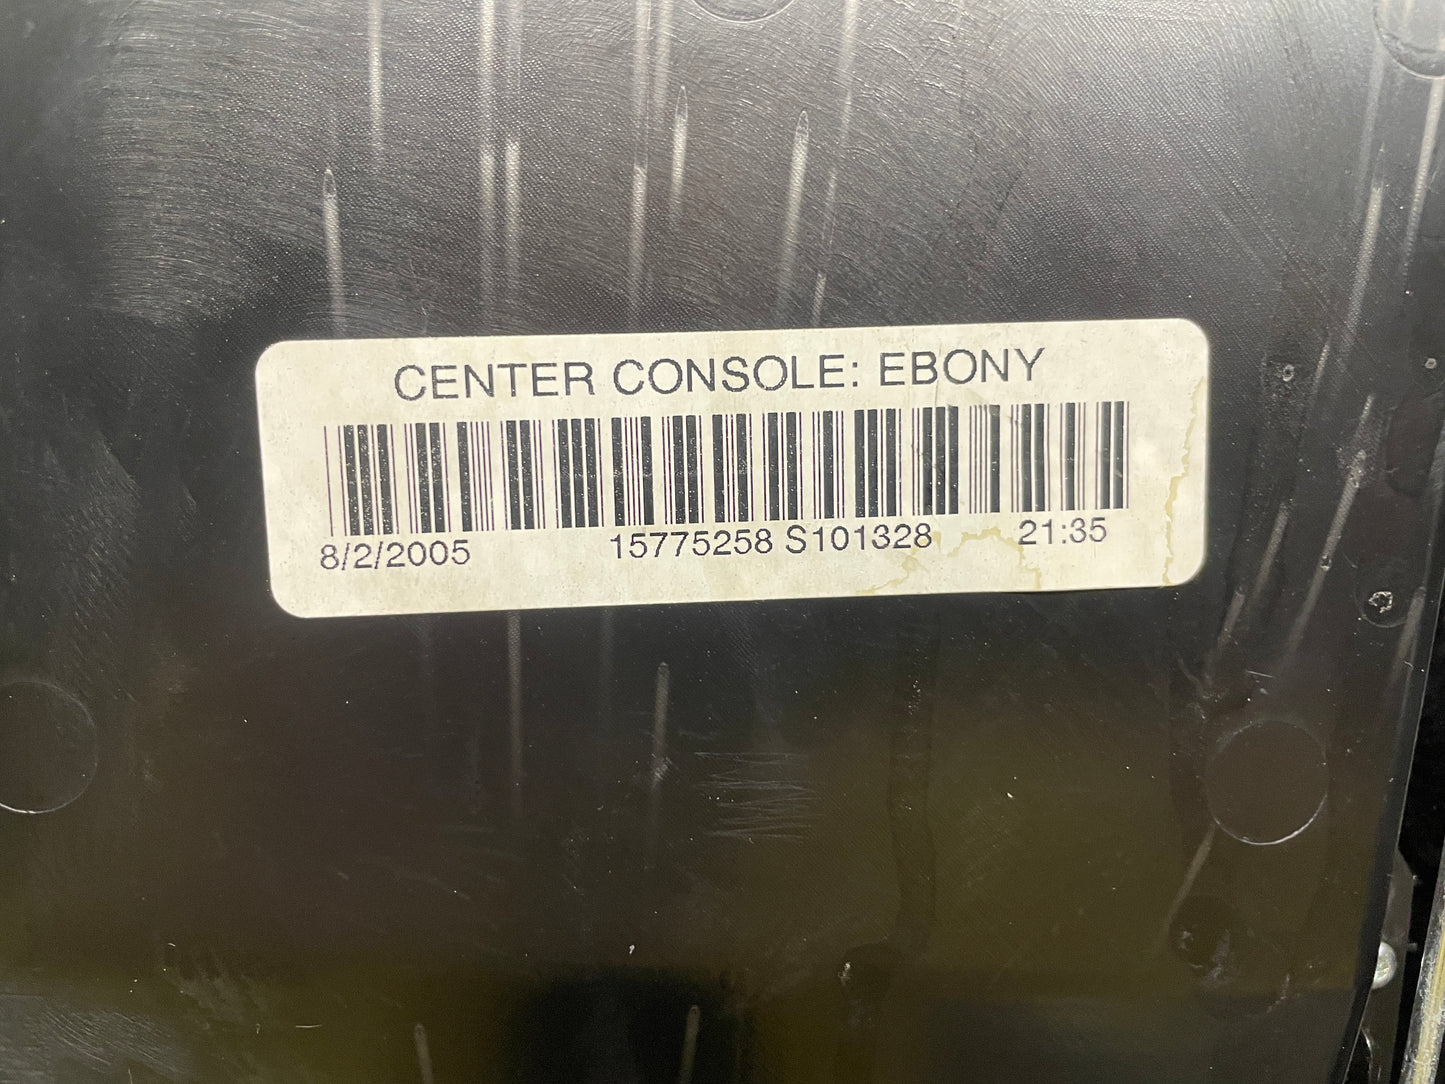 CENTER CONSOLE: EBONY
8/2/2005 15775258 S101328 21:35